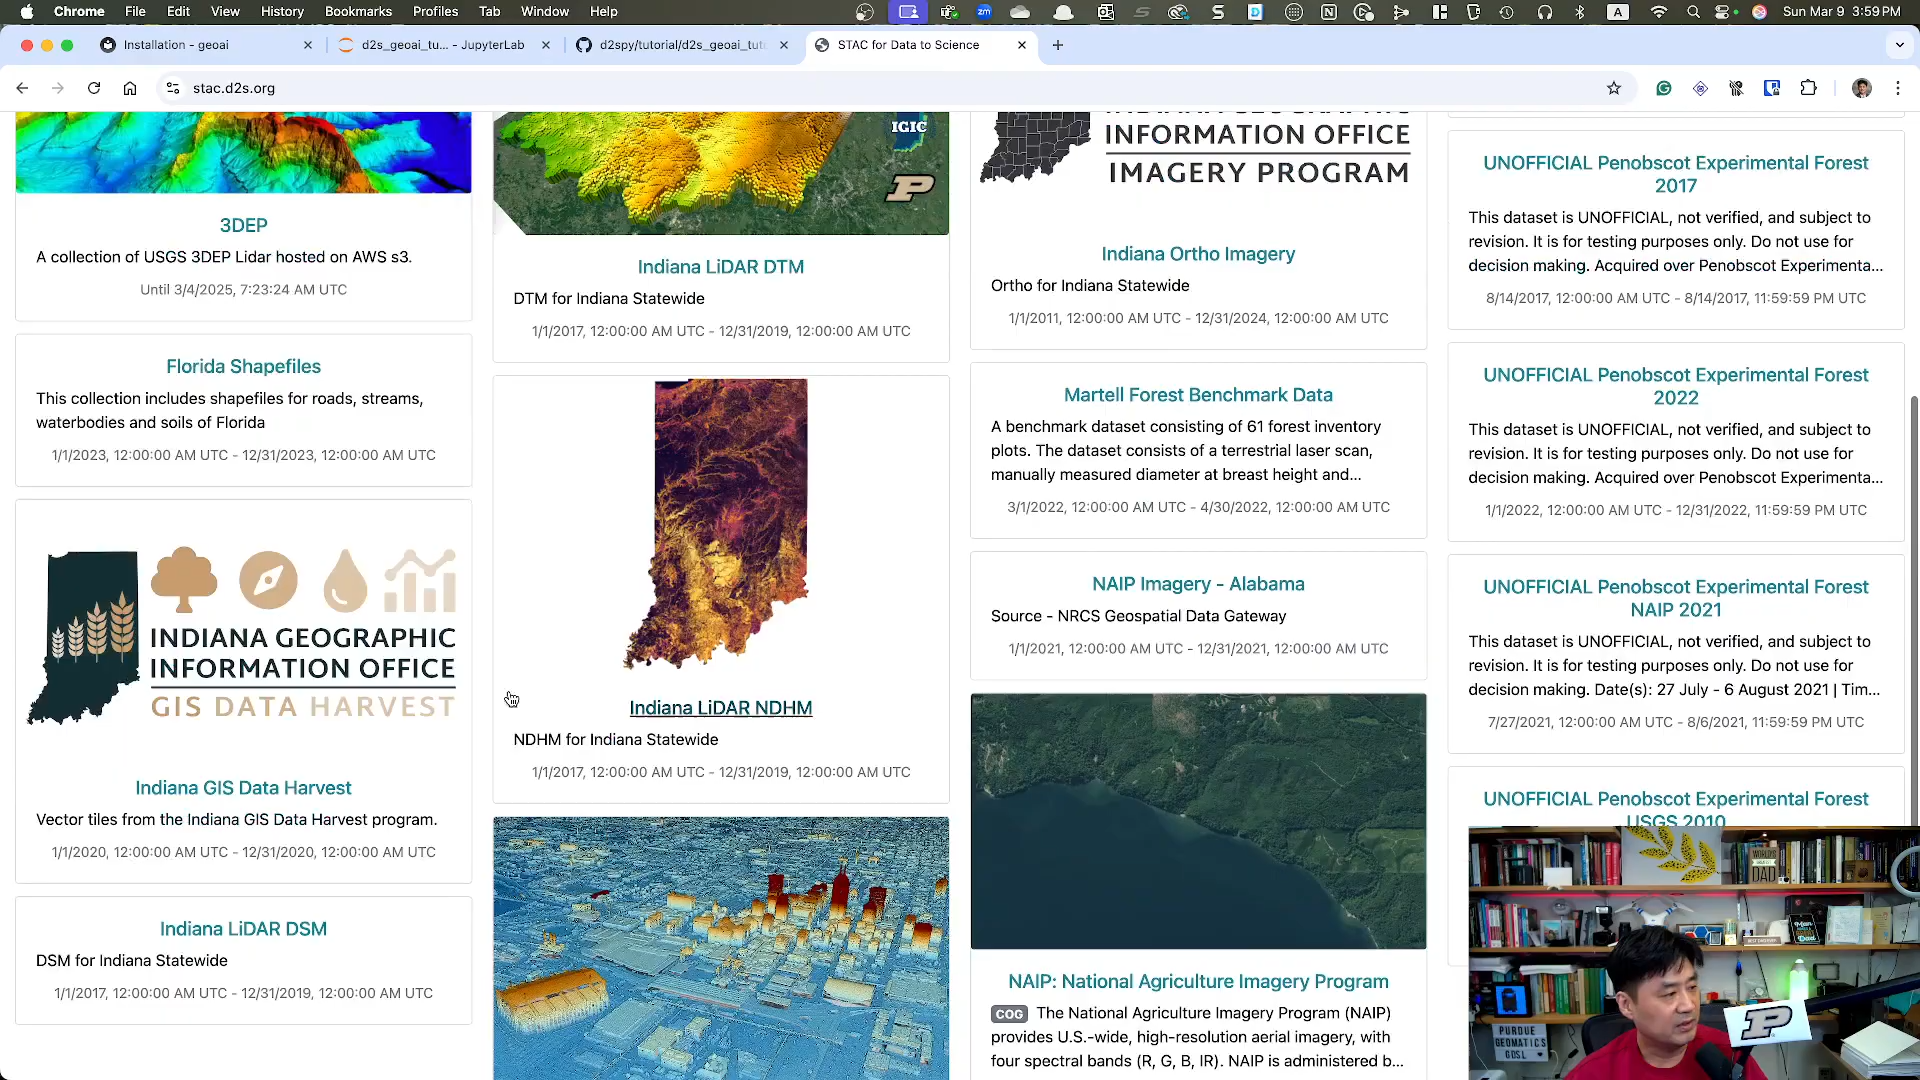 Chrome File Edit View History Bookmarks Profiles Tab Window Help
zm
A
Sun Mar 9 3:59 PM
Installation - geoai
d2s_geoai_tu... - JupyterLab
d2spy/tutorial/d2s_geoai_tut
STAC for Data to Science
stac.d2s.org
3DEP
A collection of USGS 3DEP Lidar hosted on AWS s3.
Until 3/4/2025, 7:23:24 AM UTC
Florida Shapefiles
This collection includes shapefiles for roads, streams,
waterbodies and soils of Florida
1/1/2023, 12:00:00 AM UTC - 12/31/2023, 12:00:00 AM UTC
INDIANA GEOGRAPHIC
INFORMATION OFFICE
GIS DATA HARVEST
Indiana GIS Data Harvest
Vector tiles from the Indiana GIS Data Harvest program.
1/1/2020, 12:00:00 AM UTC - 12/31/2020, 12:00:00 AM UTC
Indiana LiDAR DSM
DSM for Indiana Statewide
1/1/2017, 12:00:00 AM UTC - 12/31/2019, 12:00:00 AM UTC
IGIC
P
Indiana LiDAR DTM
DTM for Indiana Statewide
1/1/2017, 12:00:00 AM UTC - 12/31/2019, 12:00:00 AM UTC
Indiana LiDAR NDHM
NDHM for Indiana Statewide
1/1/2017, 12:00:00 AM UTC - 12/31/2019, 12:00:00 AM UTC
INFORMATION OFFICE
IMAGERY PROGRAM
Indiana Ortho Imagery
Ortho for Indiana Statewide
1/1/2011, 12:00:00 AM UTC - 12/31/2024, 12:00:00 AM UTC
Martell Forest Benchmark Data
A benchmark dataset consisting of 61 forest inventory
plots. The dataset consists of a terrestrial laser scan,
manually measured diameter at breast height and...
3/1/2022, 12:00:00 AM UTC - 4/30/2022, 12:00:00 AM UTC
NAIP Imagery - Alabama
Source - NRCS Geospatial Data Gateway
1/1/2021, 12:00:00 AM UTC - 12/31/2021, 12:00:00 AM UTC
NAIP: National Agriculture Imagery Program
COG The National Agriculture Imagery Program (NAIP)
provides U.S.-wide, high-resolution aerial imagery, with
four spectral bands (R, G, B, IR). NAIP is administered b...
UNOFFICIAL Penobscot Experimental Forest
2017
This dataset is UNOFFICIAL, not verified, and subject to
revision. It is for testing purposes only. Do not use for
decision making. Acquired over Penobscot Experimenta...
8/14/2017, 12:00:00 AM UTC - 8/14/2017, 11:59:59 PM UTC
UNOFFICIAL Penobscot Experimental Forest
2022
This dataset is UNOFFICIAL, not verified, and subject to
revision. It is for testing purposes only. Do not use for
decision making. Acquired over Penobscot Experimenta...
1/1/2022, 12:00:00 AM UTC - 12/31/2022, 11:59:59 PM UTC
UNOFFICIAL Penobscot Experimental Forest
NAIP 2021
This dataset is UNOFFICIAL, not verified, and subject to
revision. It is for testing purposes only. Do not use for
decision making. Date(s): 27 July - 6 August 2021 | Tim...
7/27/2021, 12:00:00 AM UTC - 8/6/2021, 11:59:59 PM UTC
UNOFFICIAL Penobscot Experimental Forest
USGS 2010
WORLD'S
DAD
PURDUE
GEOMATICS
GDSL
P